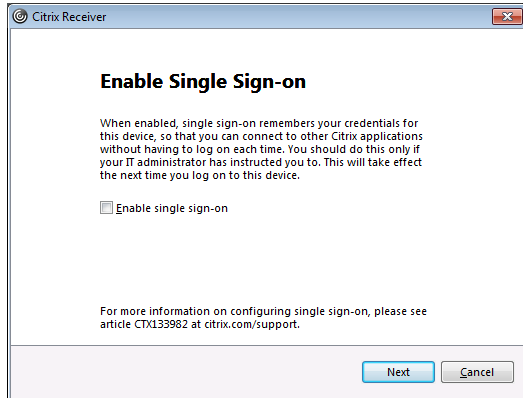 Citrix Receiver
Enable Single Sign-on
When enabled, single sign-on remembers your credentials for
this device, so that you can connect to other Citrix applications
without having to log on each time. You should do this only if
your IT administrator has instructed you to. This will take effect
the next time you log on to this device.
Enable single sign-on
For more information on configuring single sign-on, please see
article CTX133982 at citrix.com/support.
Next
Cancel